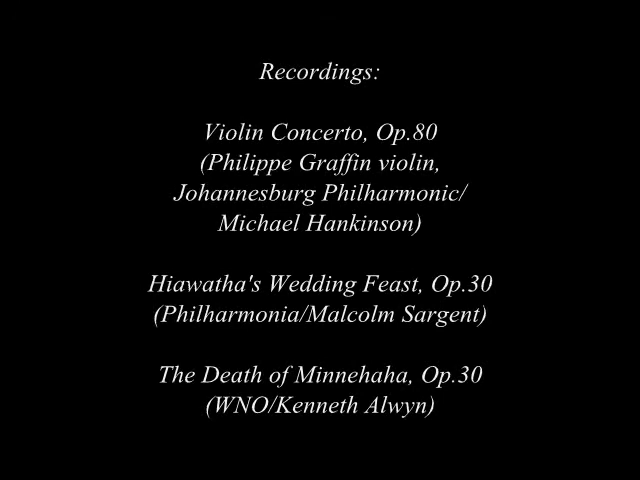 Recordings:
Violin Concerto, Op.80
(Philippe Graffin violin,
Johannesburg Philharmonic/
Michael Hankinson)
Hiawatha's Wedding Feast, Op.30
(Philharmonia/Malcolm Sargent)
The Death of Minnehaha, Op.30
(WNO/Kenneth Alwyn)